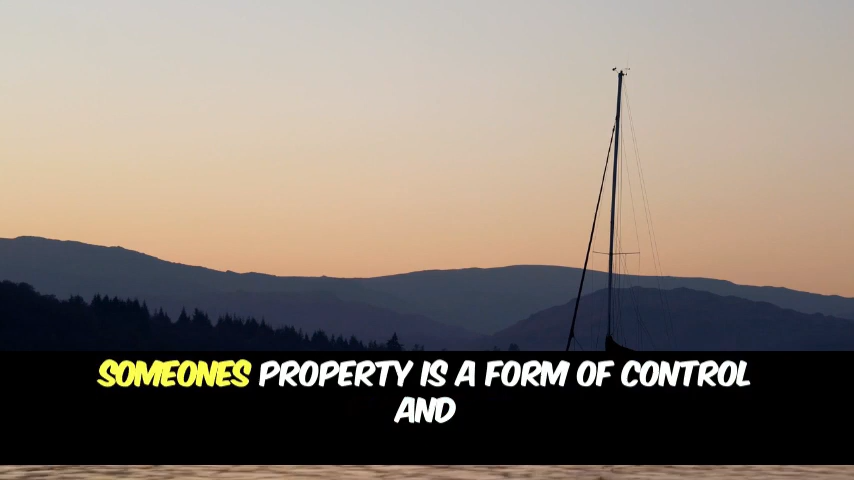 SOMEONES PROPERTY IS A FORM OF CONTROL
AND